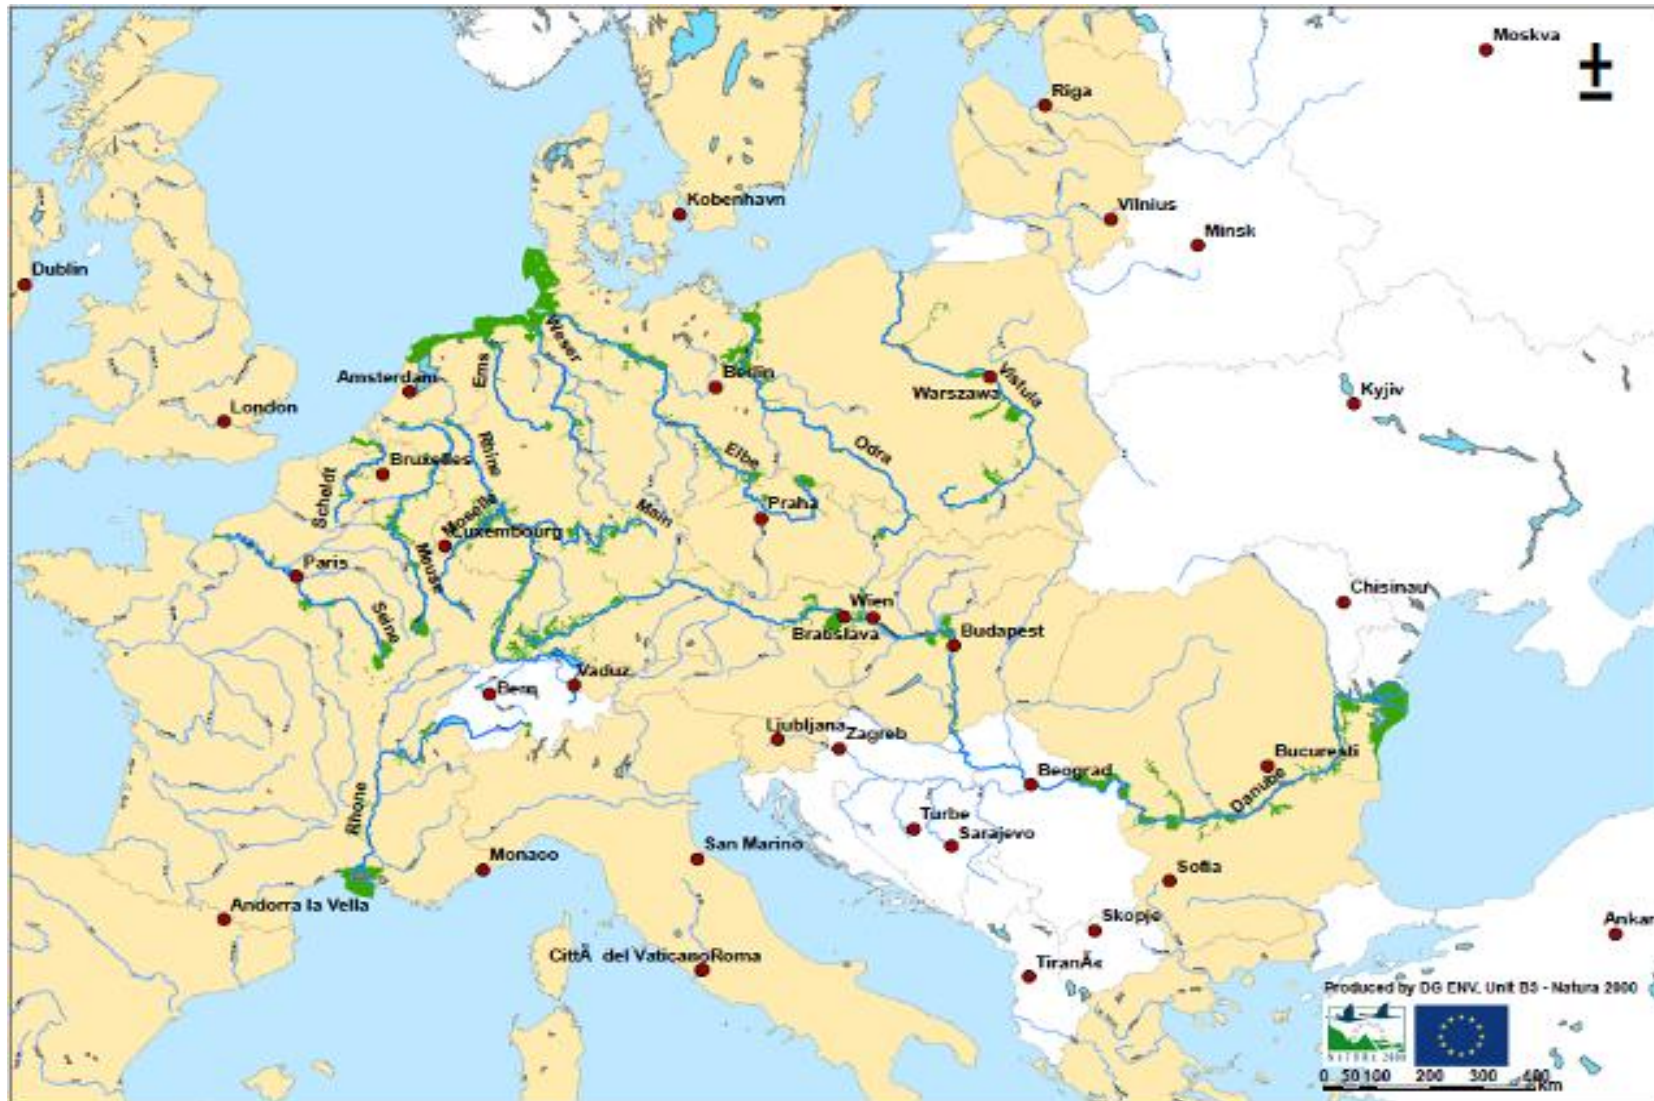 Moskva
Riga
Kobenhavn
Vilnius
Minsk
Dublin
Weser
Ems
Amsterdam
Berlin
Warszawa
Vistula
Kyjiv
London
Rhine
Odra
Bruxelles
Elbe
Scheldt
Praha
Moselle
Main
Luxembourg
Paris
Meuse
Chisinau
Wien
Seine
Bratislava
Budapest
Vaduz
Bern
Ljubljana
Zagreb
Bucuresti
Beograd
Danube
Rhone
Turbe
Sarajevo
San Marino
Monaco
Sofia
Andorra la Vella
Skopje
Ankar
CittÃ del VaticanoRoma
Produced by DG ENV. Unit B3 - Natura 2000
0 50 100 200 300 400
km